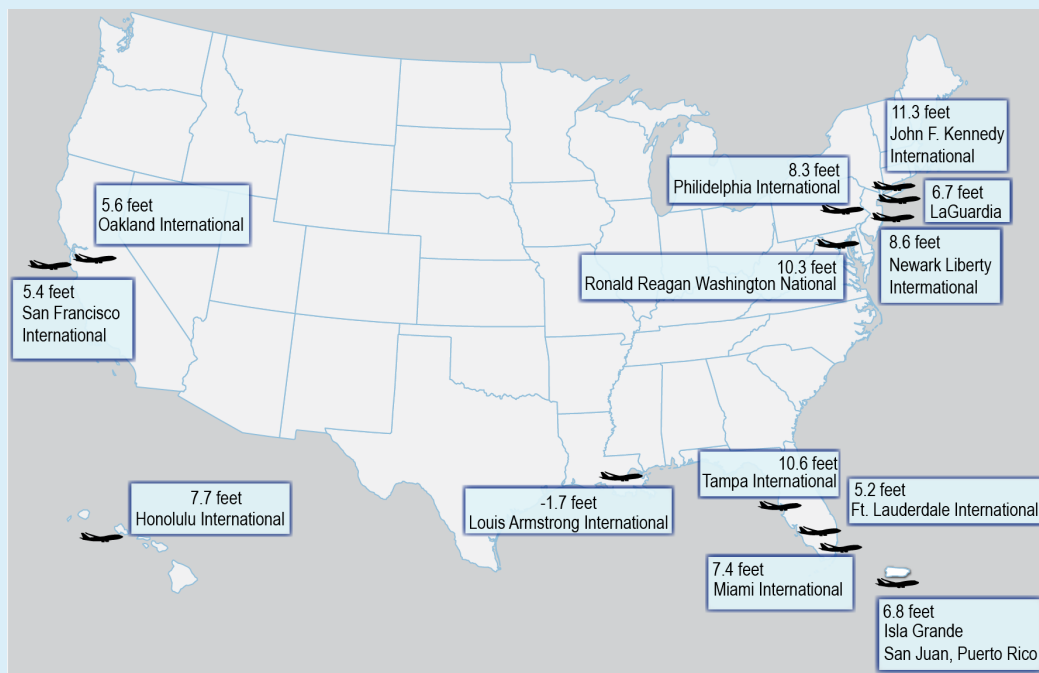 11.3 feet
John F. Kennedy
International
8.3 feet
Philidelphia International
6.7 feet
LaGuardia
5.6 feet
Oakland International
8.6 feet
Newark Liberty
International
10.3 feet
Ronald Reagan Washington National
5.4 feet
San Francisco
International
10.6 feet
Tampa International
7.7 feet
Honolulu International
-1.7 feet
Louis Armstrong International
5.2 feet
Ft. Lauderdale International
7.4 feet
Miami International
6.8 feet
Isla Grande
San Juan, Puerto Rico